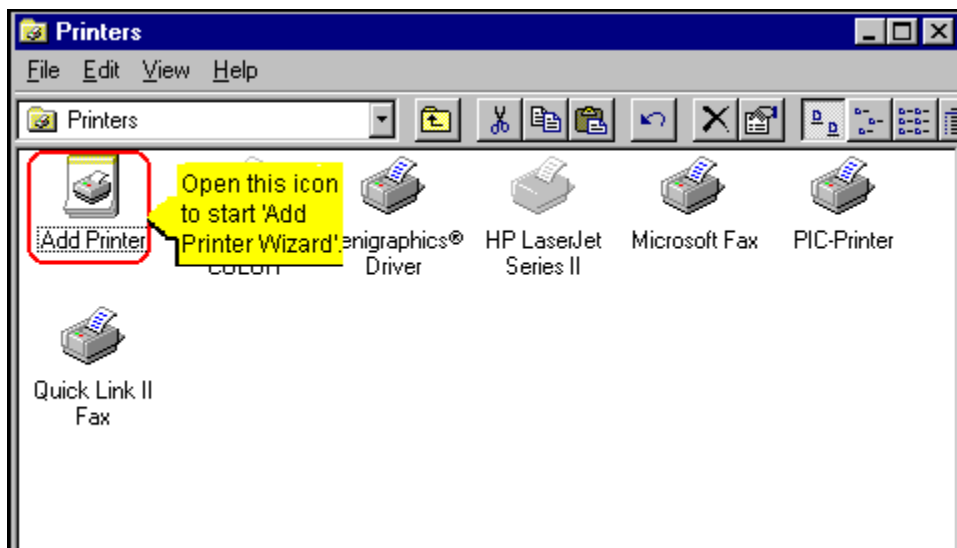 Printers
File Edit View Help
Printers
Add Printer
Open this icon
to start 'Add
Printer Wizard'.
enigraphics®
Driver
HP LaserJet
Series II
Microsoft Fax
PIC-Printer
Quick Link II
Fax